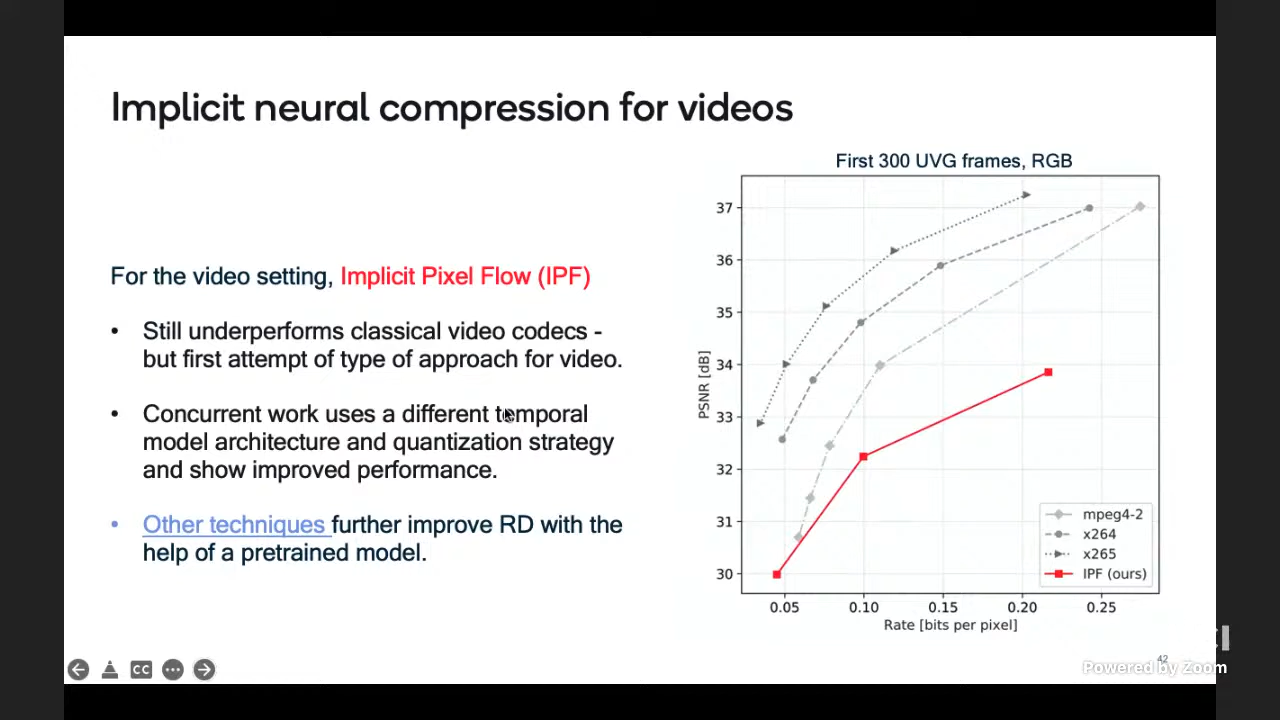 Implicit neural compression for videos
First 300 UVG frames, RGB
For the video setting, Implicit Pixel Flow (IPF)
• Still underperforms classical video codecs -
but first attempt of type of approach for video.
• Concurrent work uses a different temporal
model architecture and quantization strategy
and show improved performance.
• Other techniques further improve RD with the
help of a pretrained model.
PSNR [dB]
37
36
35
34
33
32
31
30
mpeg4-2
x264
x265
IPF (ours)
0.05 0.10 0.15 0.20 0.25
Rate [bits per pixel]
42
CC
Powered by Zoom